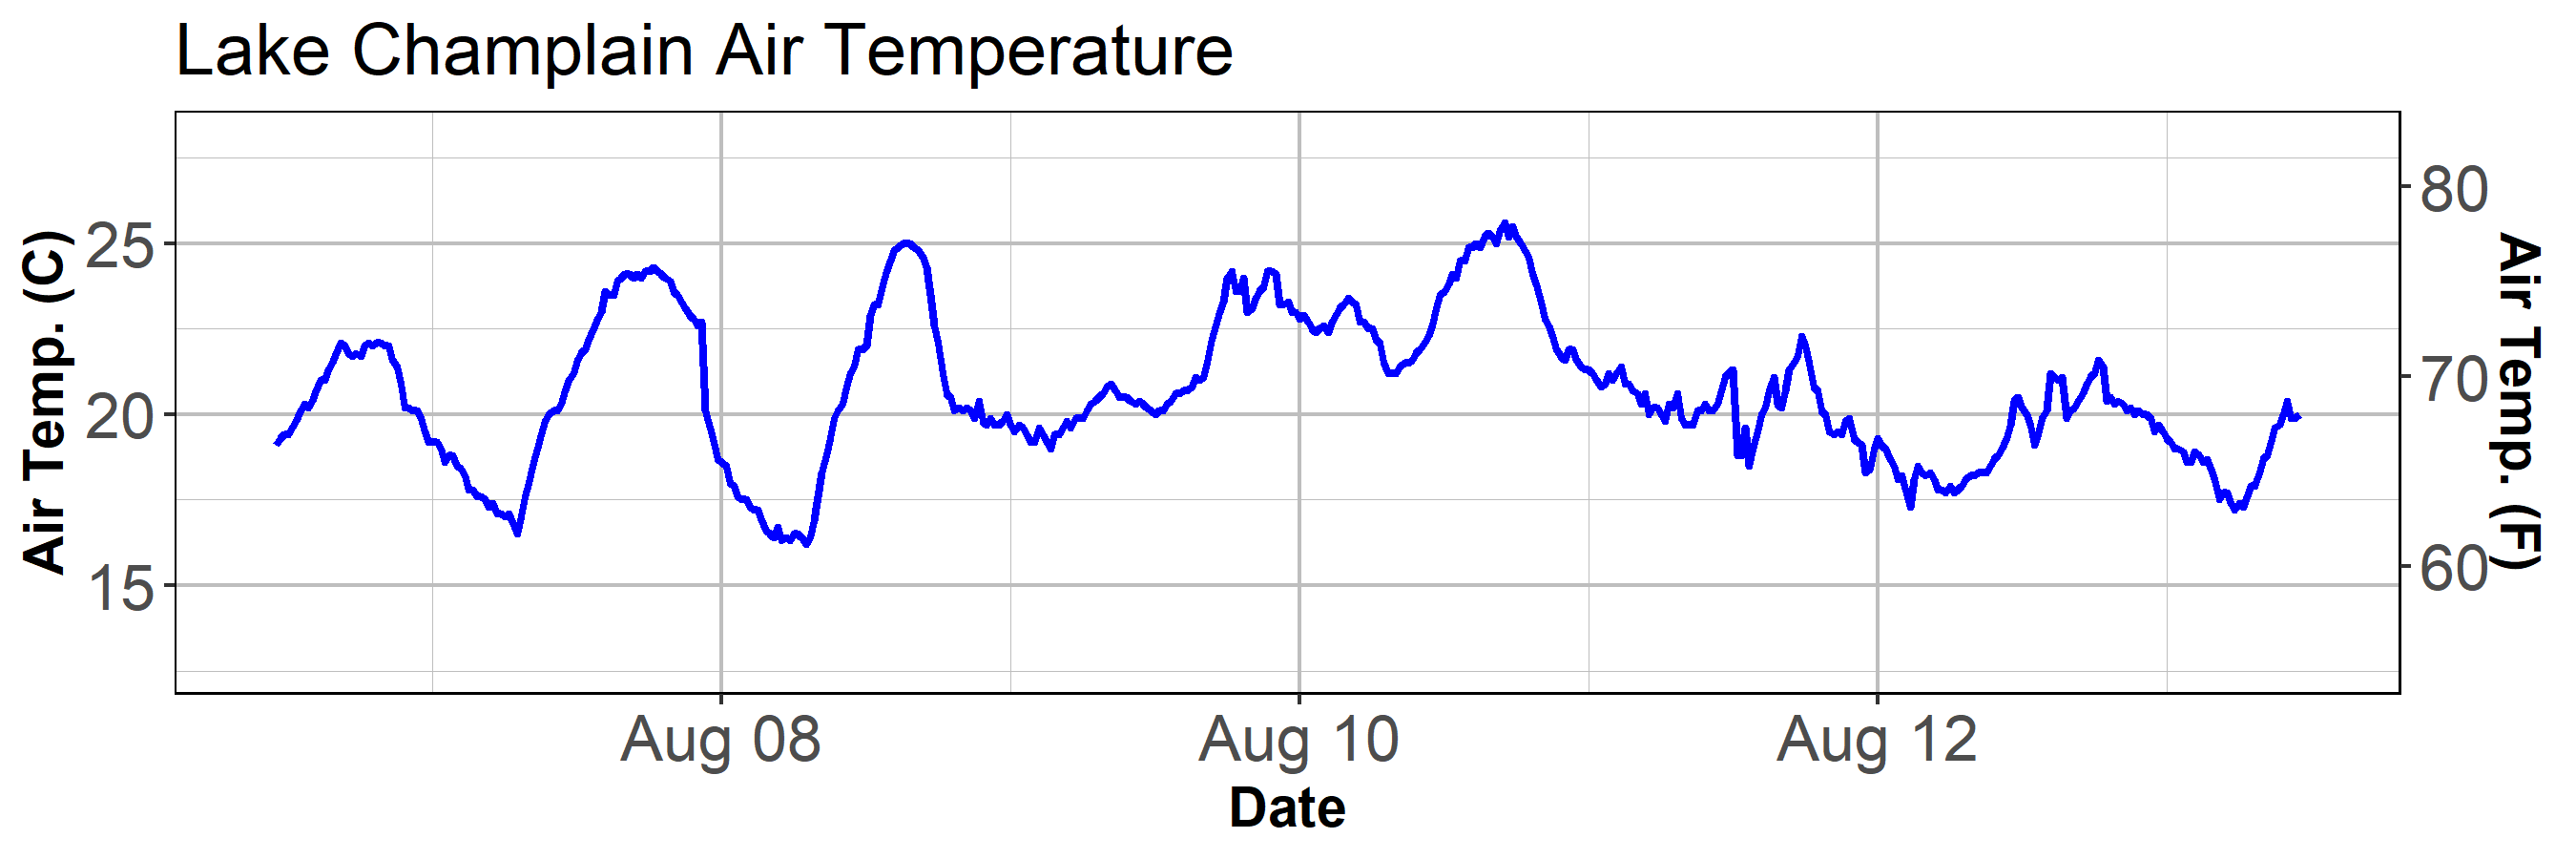 Lake Champlain Air Temperature
Air Temp. (C)
25
20
15
80
70
60
Air Temp. (F)
Aug 08
Aug 10
Aug 12
Date